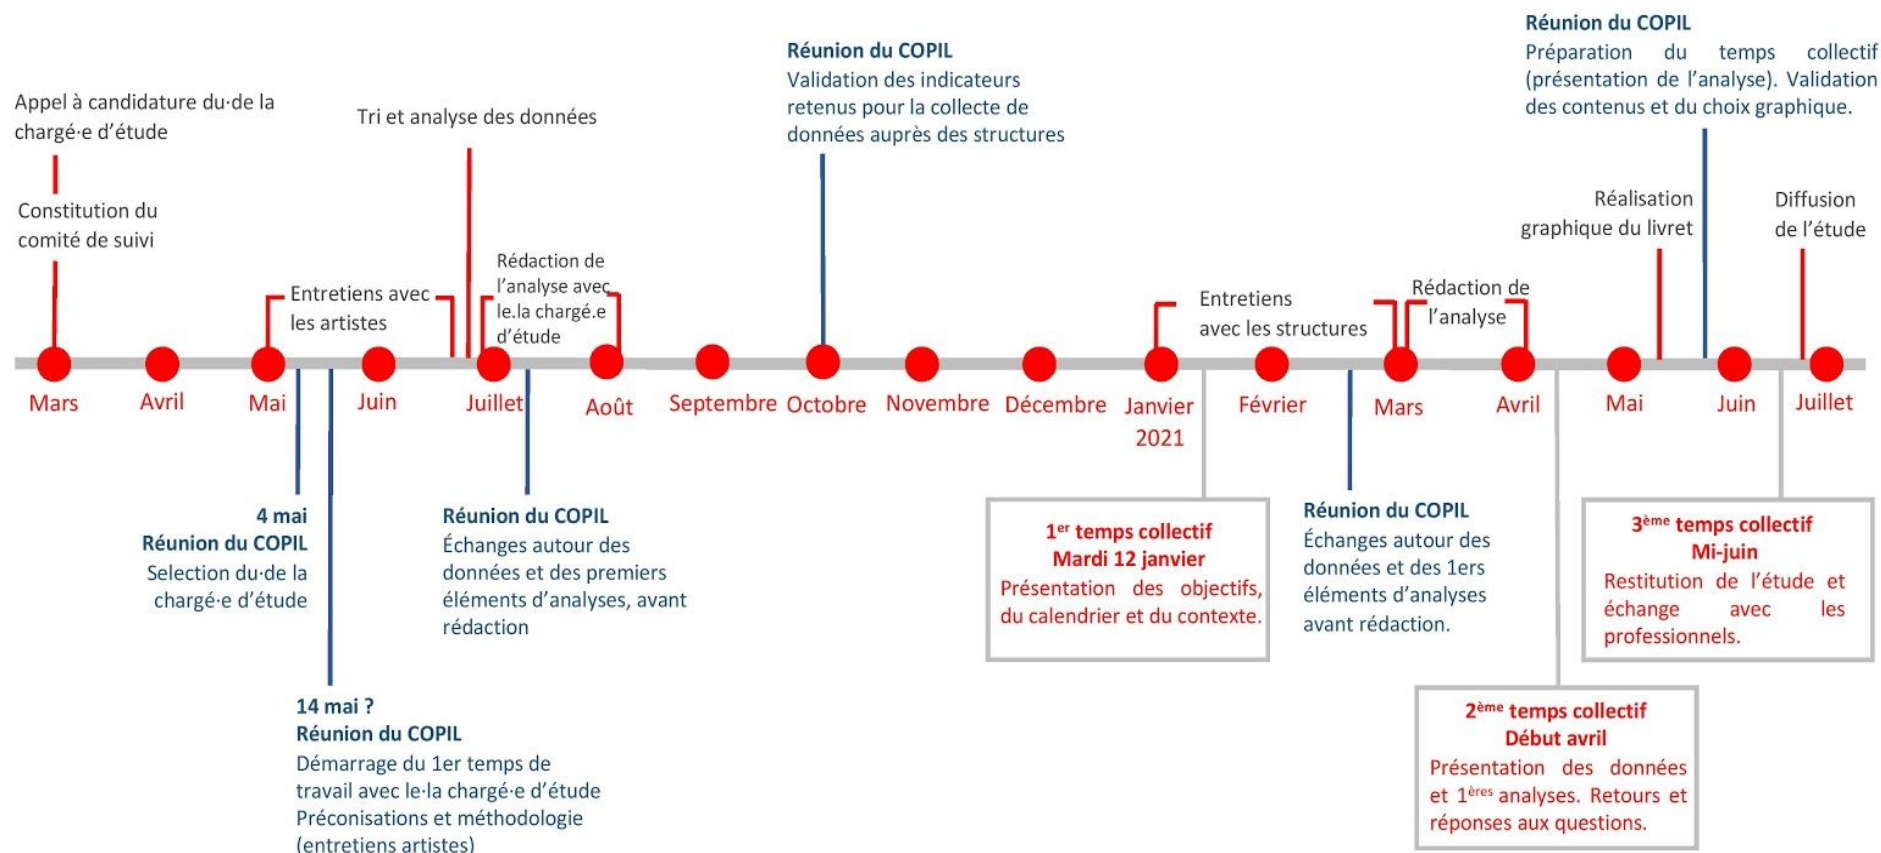 Appel à candidature du·de la
chargé·e d’étude
Constitution du
comité de suivi
Entretiens avec
les artistes
Tri et analyse des données
Rédaction de
l’analyse avec
le.la chargé.e
d’étude
Réunion du COPIL
Validation des indicateurs
retenus pour la collecte de
données auprès des structures
Entretiens
avec les structures
Rédaction de
l’analyse
Réunion du COPIL
Préparation du temps collectif
(présentation de l’analyse). Validation
des contenus et du choix graphique.
Réalisation
graphique du livret
Diffusion
de l’étude
Mars
Avril
Mai
Juin
Juillet
Août
Septembre
Octobre
Novembre
Décembre
Janvier
2021
Février
Mars
Avril
Mai
Juin
Juillet
4 mai
Réunion du COPIL
Selection du·de la
chargé·e d’étude
14 mai ?
Réunion du COPIL
Démarrage du 1er temps de
travail avec le·la chargé·e d’étude
Préconisations et méthodologie
(entretiens artistes)
Réunion du COPIL
Échanges autour des
données et des premiers
éléments d’analyses, avant
rédaction
1er temps collectif
Mardi 12 janvier
Présentation des objectifs,
du calendrier et du contexte.
Réunion du COPIL
Échanges autour des
données et des 1ers
éléments d’analyses
avant rédaction.
2ème temps collectif
Début avril
Présentation des données
et 1ères analyses. Retours et
réponses aux questions.
3ème temps collectif
Mi-juin
Restitution de l’étude et
échange avec les
professionnels.